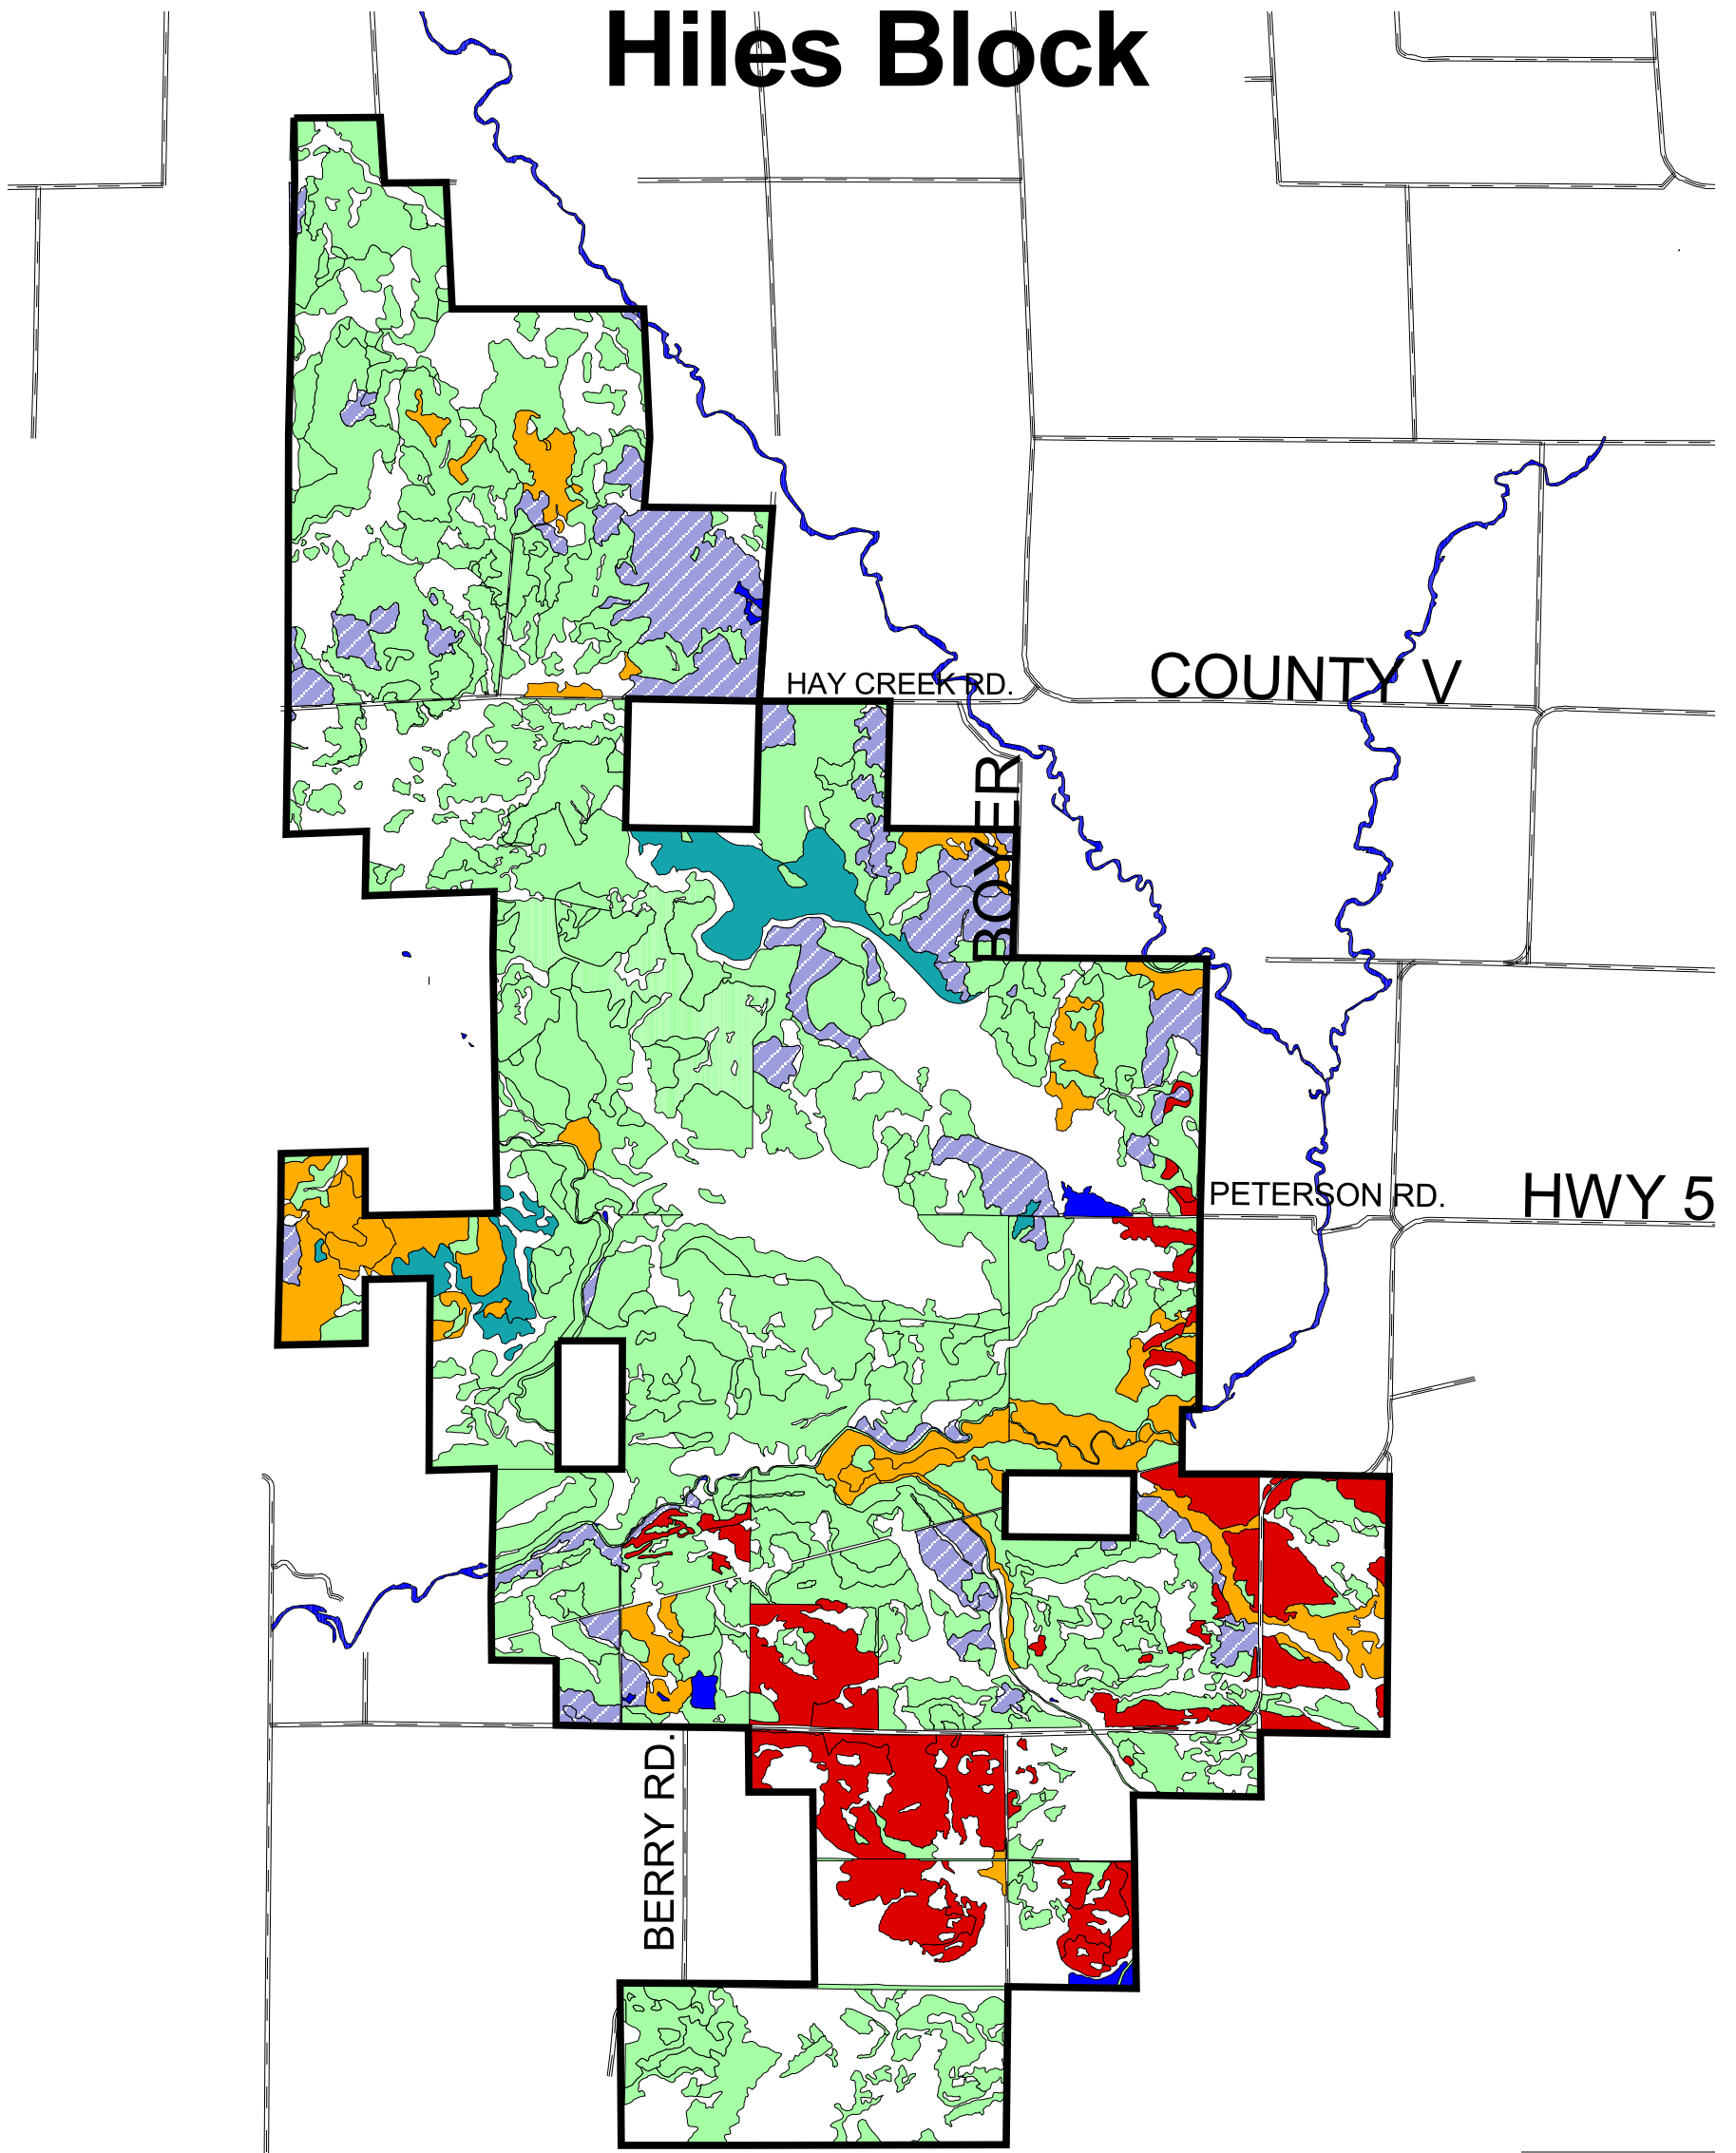 Hiles Block
HAY CREEK RD.
COUNTY V
BOYER
PETERSON RD.
HWY 5
BERRY RD.